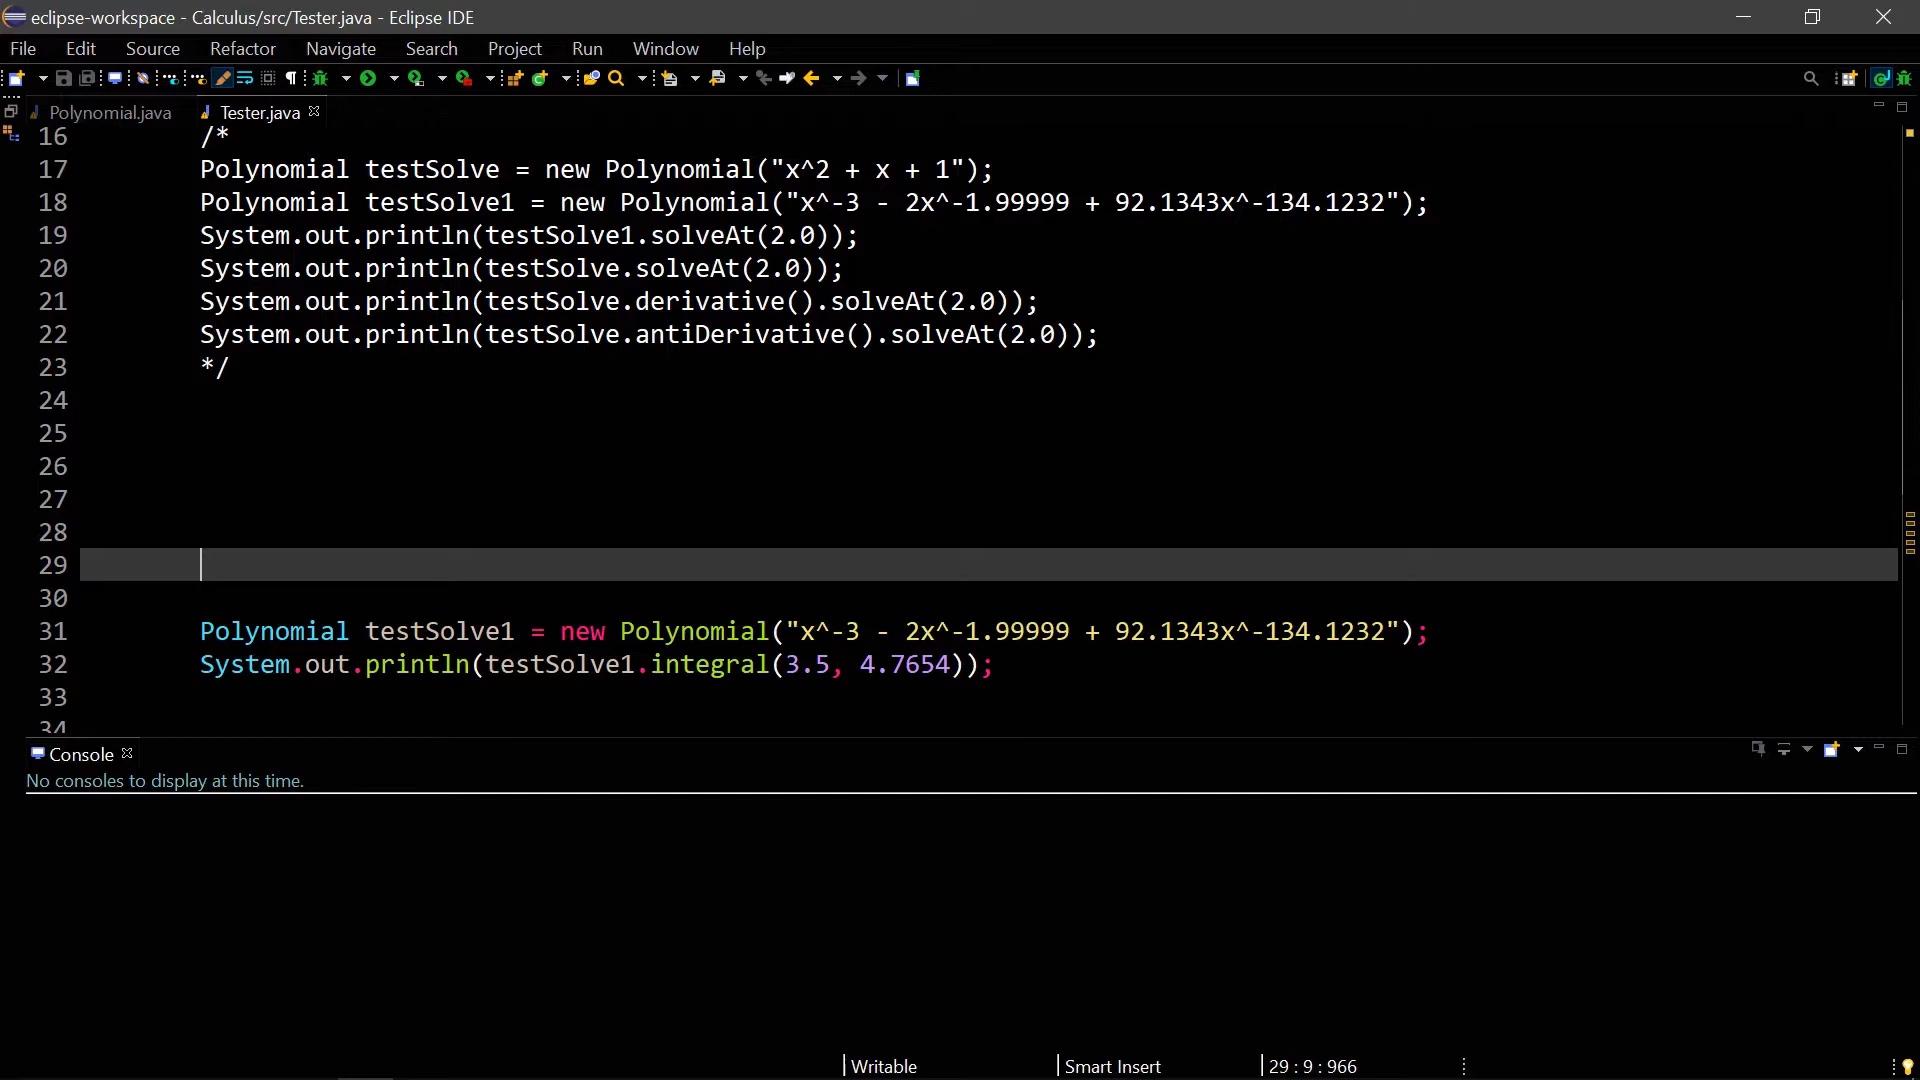 eclipse-workspace - Calculus/src/Tester.java - Eclipse IDE
File Edit Source Refactor Navigate Search Run Project Run Window Help
Polynomial.java Tester.java
16 /*
17 Polynomial testSolve = new Polynomial("x^2 + x + 1");
18 Polynomial testSolve1 = new Polynomial("x^-3 - 2x^-1.99999 + 92.1343x^-134.1232");
19 System.out.println(testSolve1.solveAt(2.0));
20 System.out.println(testSolve.solveAt(2.0));
21 System.out.println(testSolve.derivative().solveAt(2.0));
22 System.out.println(testSolve.antiDerivative().solveAt(2.0));
23 */
24
25
26
27
28
29
30
31 Polynomial testSolve1 = new Polynomial("x^-3 - 2x^-1.99999 + 92.1343x^-134.1232");
32 System.out.println(testSolve1.integral(3.5, 4.7654));
33
34
Console
No consoles to display at this time.
Writable Smart Insert 29 : 9 : 966